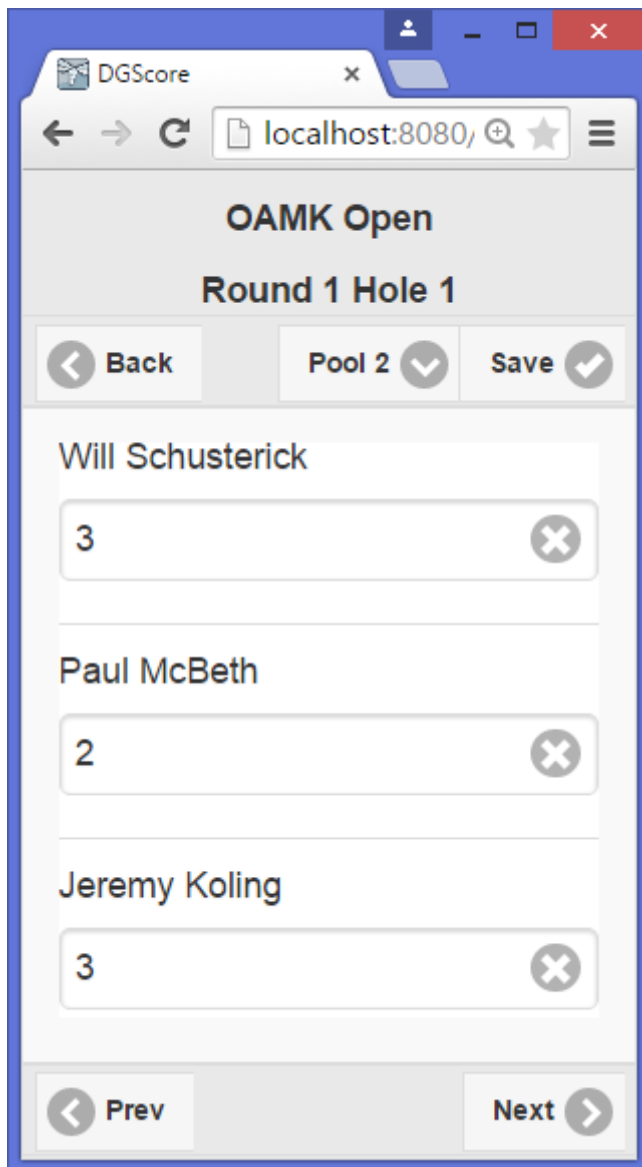 DGScore
localhost:8080/
OAMK Open
Round 1 Hole 1
Back Pool 2 Save
Will Schusterick
3
Paul McBeth
2
Jeremy Koling
3
Prev Next